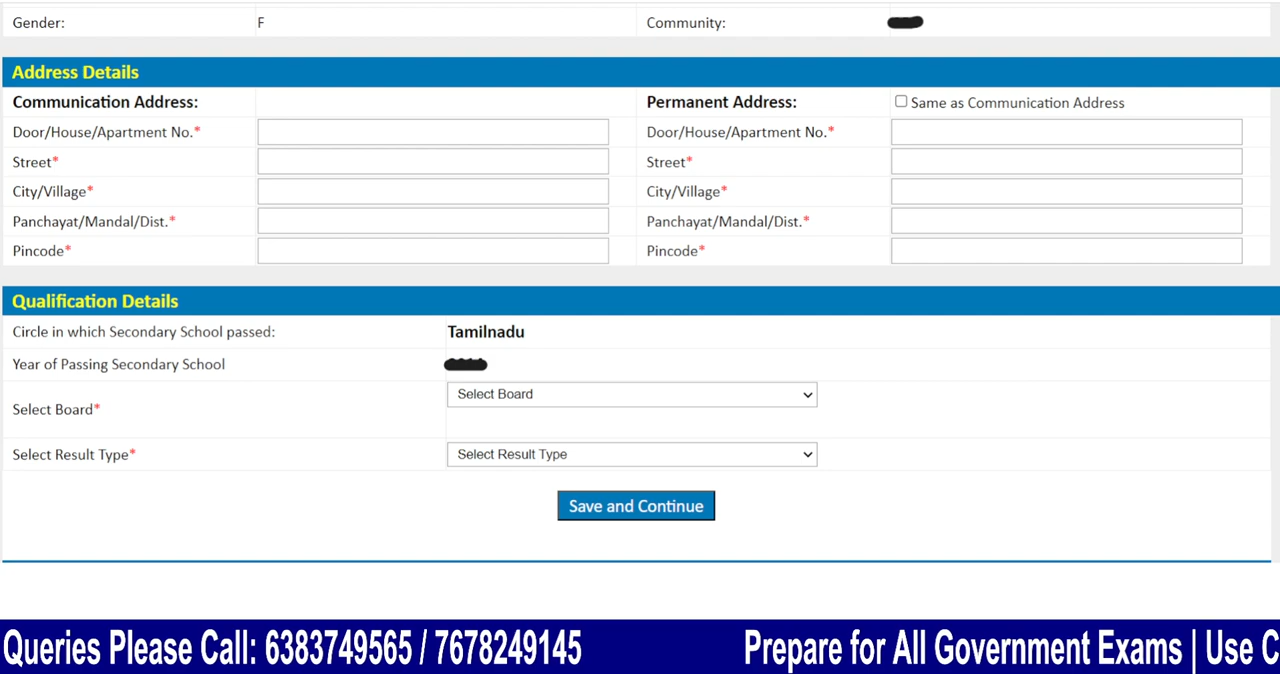 Gender: F Community:
Address Details
Communication Address: Permanent Address: Same as Communication Address
Door/House/Apartment No.* Door/House/Apartment No.*
Street* Street*
City/Village* City/Village*
Panchayat/Mandal/Dist.* Panchayat/Mandal/Dist.*
Pincode* Pincode*
Qualification Details
Circle in which Secondary School passed: Tamilnadu
Year of Passing Secondary School
Select Board* Select Board
Select Result Type* Select Result Type
Save and Continue
Queries Please Call: 6383749565 / 7678249145 Prepare for All Government Exams | Use C